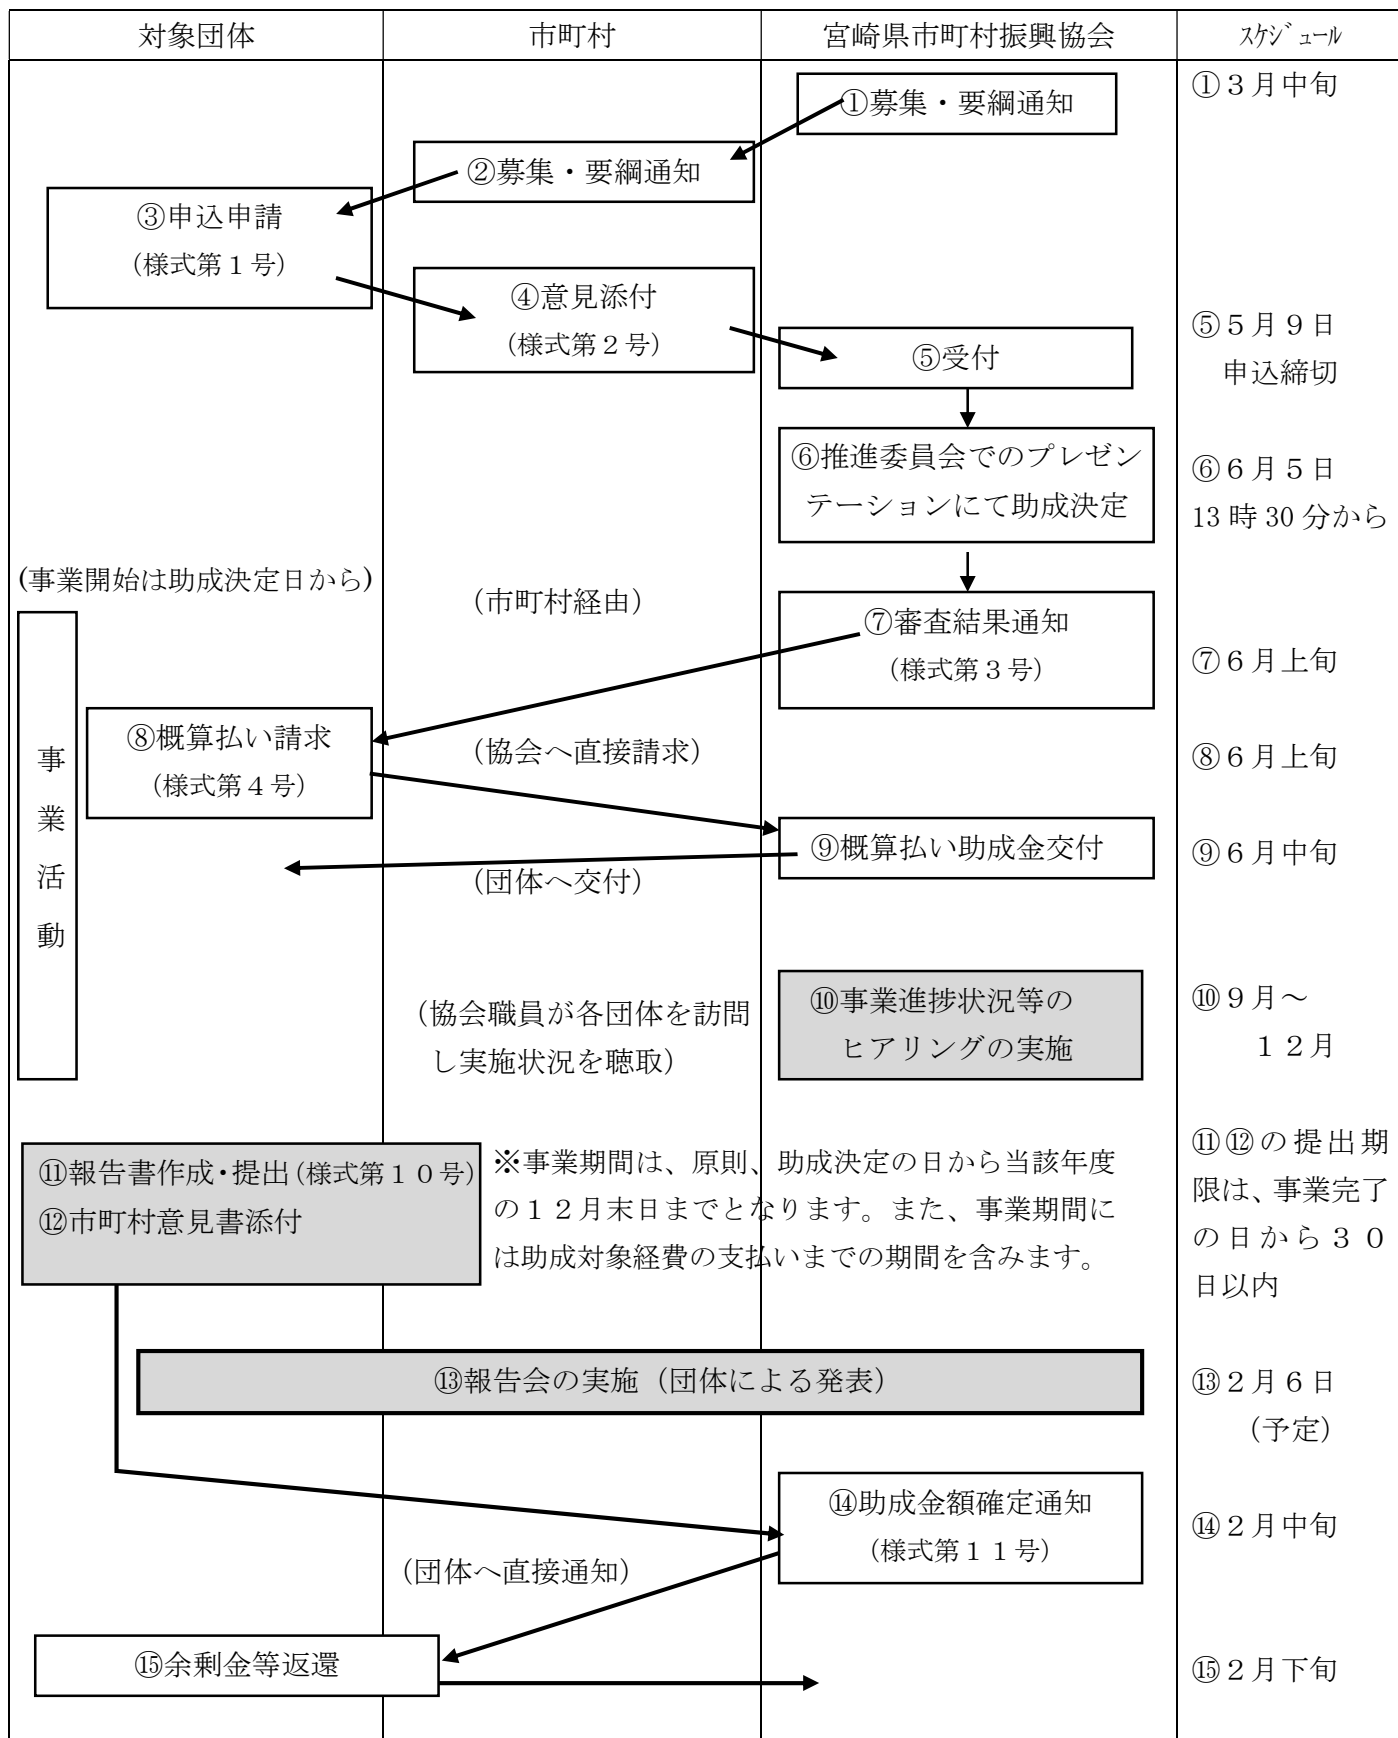 対象団体
市町村
宮崎県市町村振興協会
ｽｹｼﾞｭｰﾙ
①募集・要綱通知
①３月中旬
②募集・要綱通知
③申込申請
（様式第１号）
④意見添付
（様式第２号）
⑤受付
⑤５月９日
申込締切
⑥推進委員会でのプレゼン
テーションにて助成決定
⑥６月５日
13 時 30 分から
(事業開始は助成決定日から)
（市町村経由）
⑦審査結果通知
（様式第３号）
⑦６月上旬
事業活動
⑧概算払い請求
（様式第４号）
（協会へ直接請求）
⑧６月上旬
⑨概算払い助成金交付
（団体へ交付）
⑨６月中旬
（協会職員が各団体を訪問
し実施状況を聴取）
⑩事業進捗状況等の
ヒアリングの実施
⑩９月～
１２月
⑪報告書作成・提出（様式第１０号）
⑫市町村意見書添付
※事業期間は、原則、助成決定の日から当該年度
の１２月末日までとなります。また、事業期間に
は助成対象経費の支払いまでの期間を含みます。
⑪⑫の提出期
限は、事業完了
の日から３０
日以内
⑬報告会の実施（団体による発表）
⑬２月６日
（予定）
⑭助成金額確定通知
（様式第１１号）
⑭２月中旬
（団体へ直接通知）
⑮余剰金等返還
⑮２月下旬